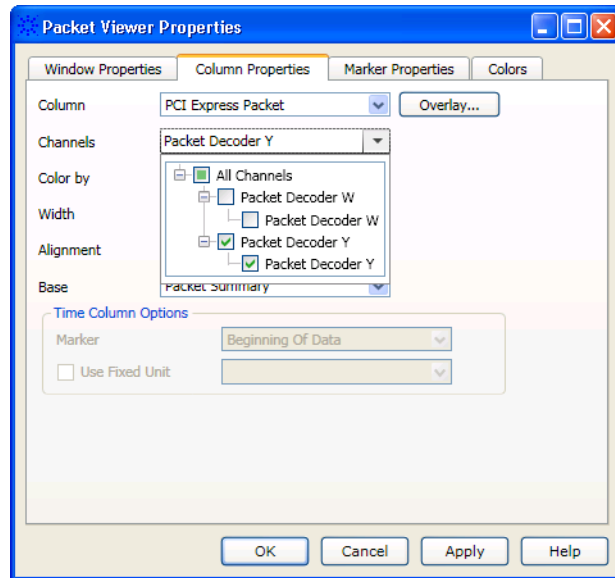 Packet Viewer Properties
Window Properties Column Properties Marker Properties Colors
Column PCI Express Packet Overlay...
Channels Packet Decoder Y
All Channels
Color by
Packet Decoder W
Width Packet Decoder W
Packet Decoder Y
Alignment
Packet Decoder Y
Base Packet Summary
Time Column Options
Marker Beginning Of Data
Use Fixed Unit
OK Cancel Apply Help